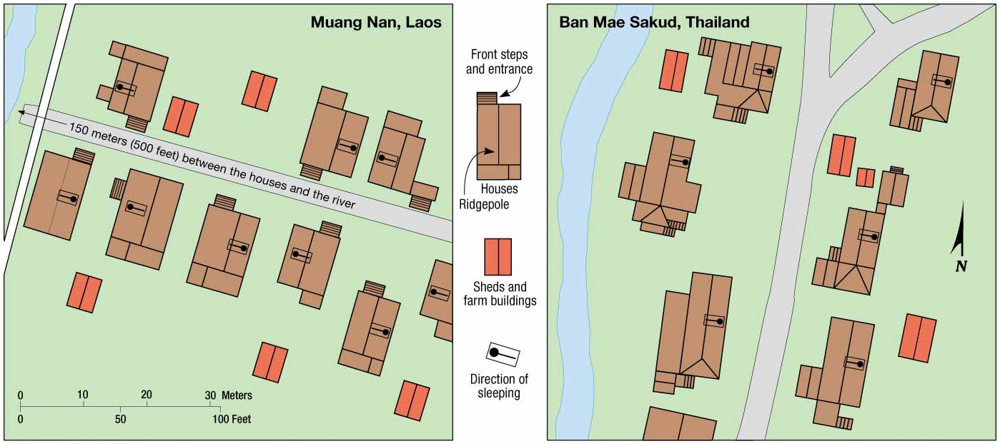 Muang Nan, Laos
150 meters (500 feet) between the houses and the river
0 10 20 30 Meters
0 50 100 Feet
Front steps
and entrance
Houses
Ridgepole
Sheds and
farm buildings
Direction of
sleeping
Ban Mae Sakud, Thailand
N